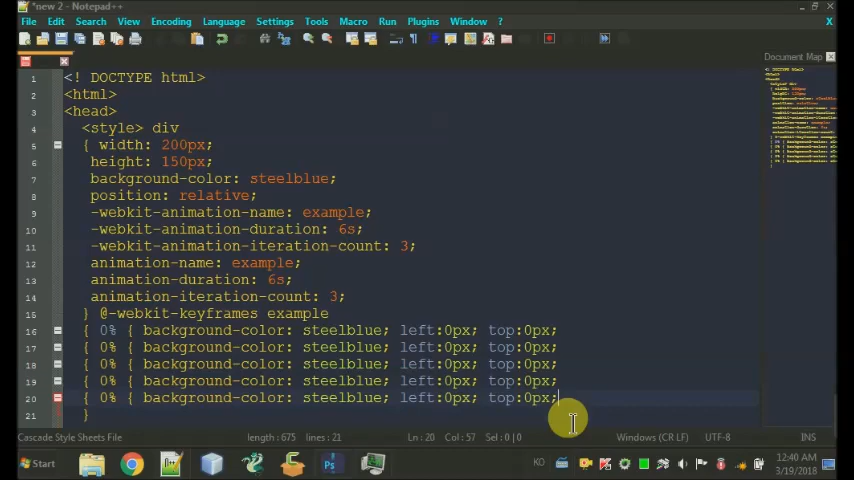 *new 2 - Notepad++
File Edit Search View Encoding Language Settings Tools Macro Run Plugins Window ? X
Document Map
1 <! DOCTYPE html>
2 <html>
3 <head>
4 <style> div
5 { width: 200px;
6 height: 150px;
7 background-color: steelblue;
8 position: relative;
9 -webkit-animation-name: example;
10 -webkit-animation-duration: 6s;
11 -webkit-animation-iteration-count: 3;
12 animation-name: example;
13 animation-duration: 6s;
14 animation-iteration-count: 3;
15 } @-webkit-keyframes example
16 { 0% { background-color: steelblue; left:0px; top:0px;
17 { 0% { background-color: steelblue; left:0px; top:0px;
18 { 0% { background-color: steelblue; left:0px; top:0px;
19 { 0% { background-color: steelblue; left:0px; top:0px;
20 { 0% { background-color: steelblue; left:0px; top:0px;
21 }
Cascade Style Sheets File length : 675 lines : 21 Ln : 20 Col : 57 Sel : 0 | 0 Windows (CR LF) UTF-8 INS
Start Ps KO 12:40 AM
3/19/2018